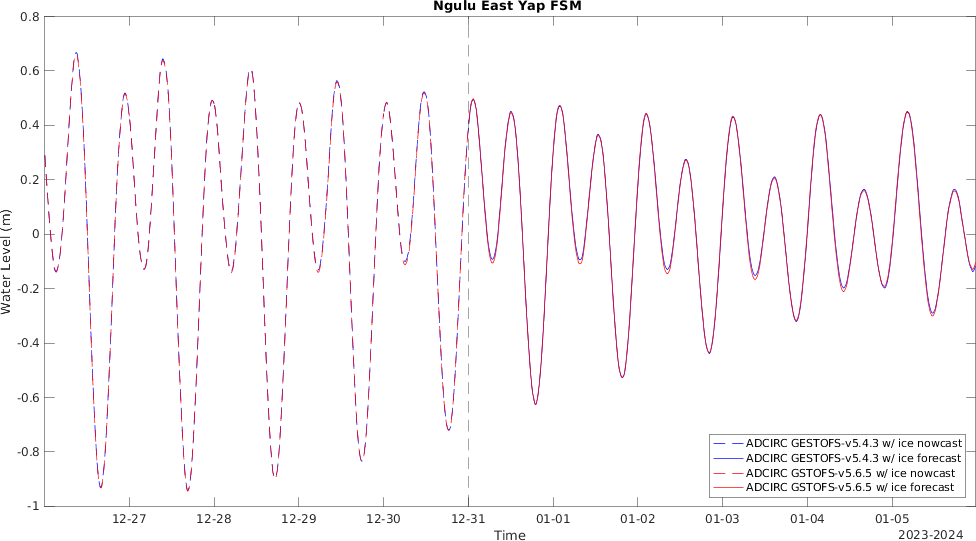 Ngulu East Yap FSM
0.8
0.6
0.4
0.2
0
-0.2
-0.4
-0.6
-0.8
-1
Water Level (m)
ADCIRC GESTOFS-v5.4.3 w/ ice nowcast
ADCIRC GESTOFS-v5.4.3 w/ ice forecast
ADCIRC GSTOFS-v5.6.5 w/ ice nowcast
ADCIRC GSTOFS-v5.6.5 w/ ice forecast
12-27 12-28 12-29 12-30 12-31 01-01 01-02 01-03 01-04 01-05
Time
2023-2024